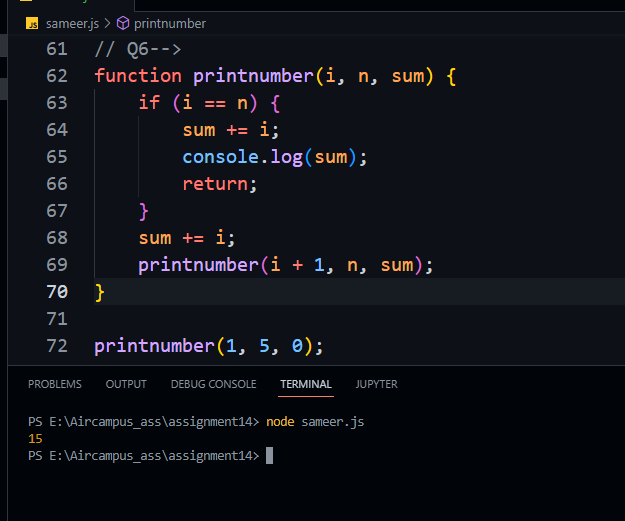 sameer.js > printnumber
61 // Q6-->
62 function printnumber(i, n, sum) {
63 if (i == n) {
64 sum += i;
65 console.log(sum);
66 return;
67 }
68 sum += i;
69 printnumber(i + 1, n, sum);
70 }
71
72 printnumber(1, 5, 0);
PROBLEMS OUTPUT DEBUG CONSOLE TERMINAL JUPYTER
PS E:\Aircampus_ass\assignment14> node sameer.js
15
PS E:\Aircampus_ass\assignment14>